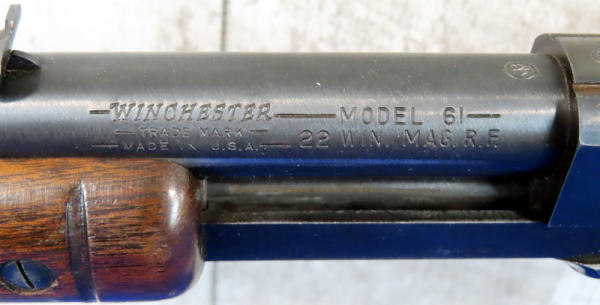 -WINCHESTER-
-TRADE MARK-
-MADE IN U.S.A.-
-MODEL 61-
22 WIN. MAG. R.F.